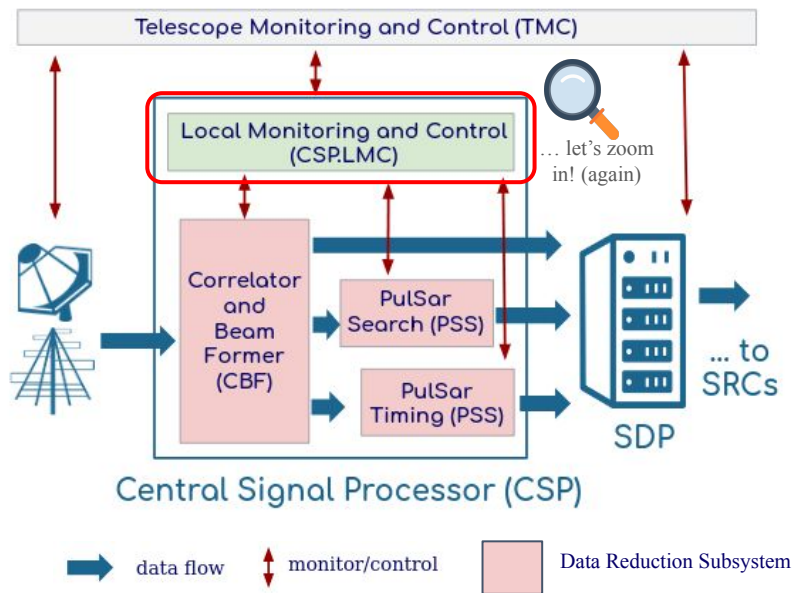 Telescope Monitoring and Control (TMC)
Local Monitoring and Control
(CSP.LMC)
... let’s zoom
in! (again)
Correlator
and
Beam
Former
(CBF)
PulSar
Search (PSS)
PulSar
Timing (PSS)
... to
SRCs
SDP
Central Signal Processor (CSP)
data flow
monitor/control
Data Reduction Subsystem